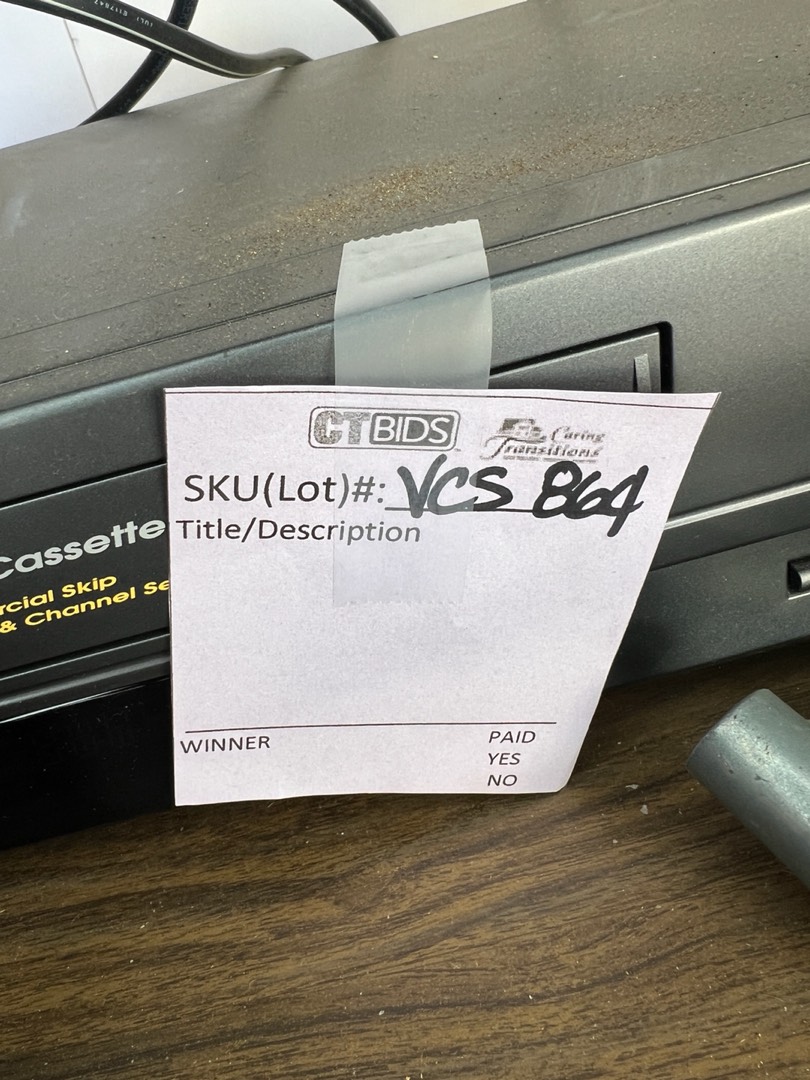 CTBIDS
Caring
Transitions
SKU(Lot)#: VCS 864
Title/Description
Cassette
rcial Skip
& Channel Se
WINNER
PAID
YES
NO